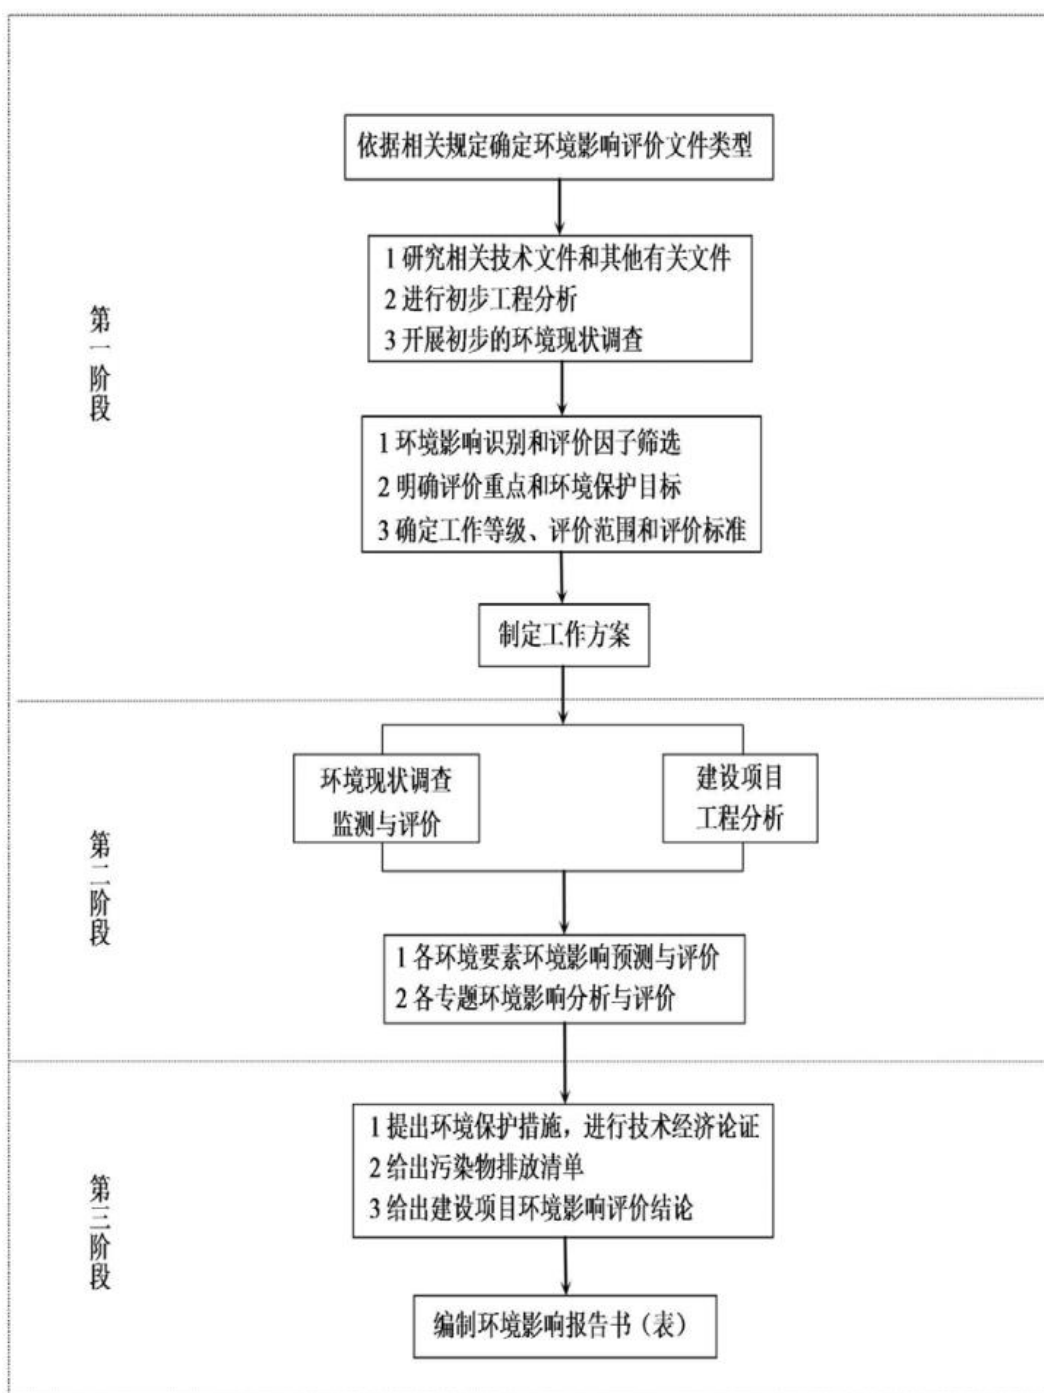 依据相关规定确定环境影响评价文件类型
1 研究相关技术文件和其他有关文件
2 进行初步工程分析
3 开展初步的环境现状调查
第一阶段
1 环境影响识别和评价因子筛选
2 明确评价重点和环境保护目标
3 确定工作等级、评价范围和评价标准
制定工作方案
环境现状调查
监测与评价
建设项目
工程分析
第二阶段
1 各环境要素环境影响预测与评价
2 各专题环境影响分析与评价
1 提出环境保护措施，进行技术经济论证
2 给出污染物排放清单
3 给出建设项目环境影响评价结论
第三阶段
编制环境影响报告书（表）